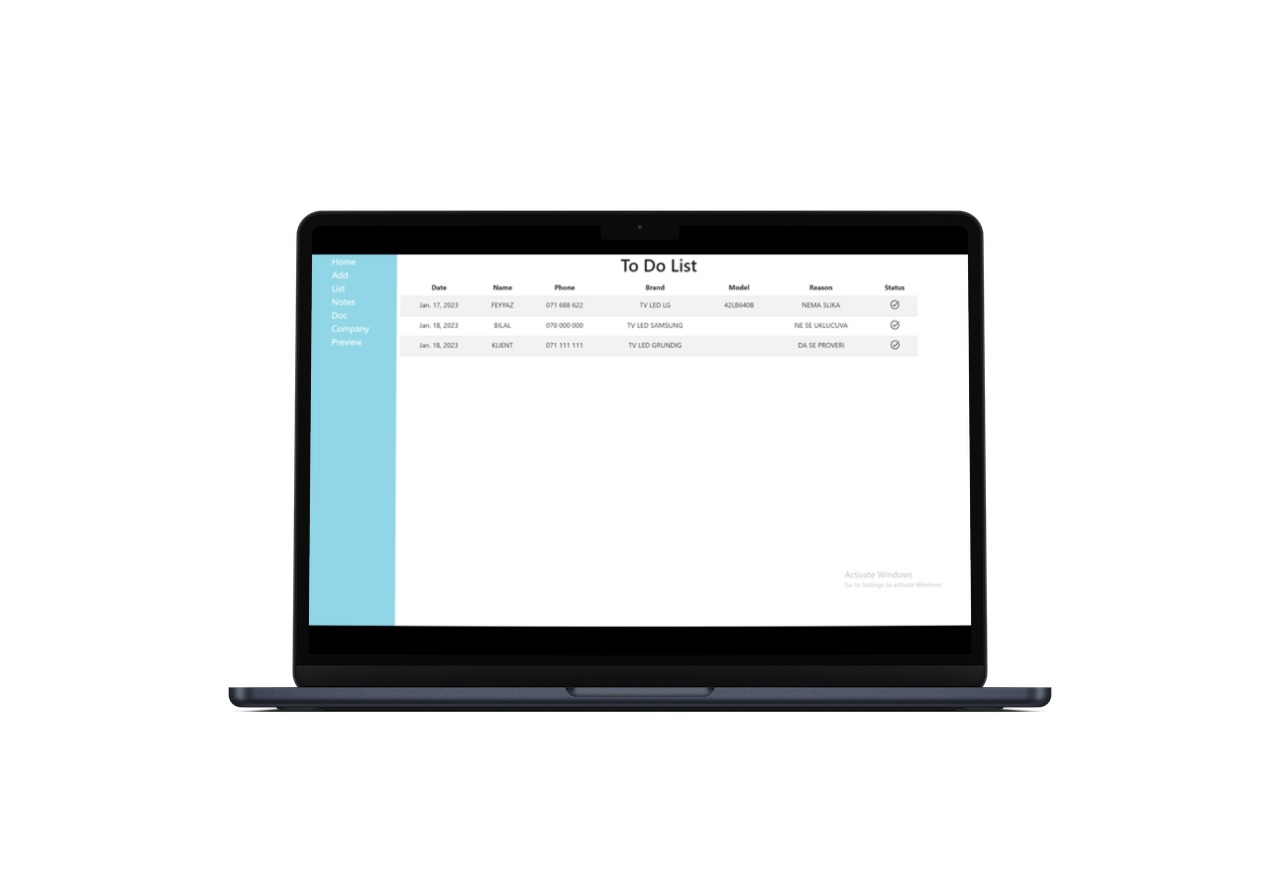 Home
Add
List
Notes
Doc
Company
Preview
To Do List
Date Name Phone Brand Model Reason Status
Jan. 17, 2023 FEYYAZ 071 688 622 TV LED LG 42LB640B NEMA SLIKA
Jan. 18, 2023 BILAL 070 000 000 TV LED SAMSUNG NE SE UKLUCUVA
Jan. 18, 2023 KLIENT 071 111 111 TV LED GRUNDIG DA SE PROVERI
Activate Windows
Go to Settings to activate Windows.